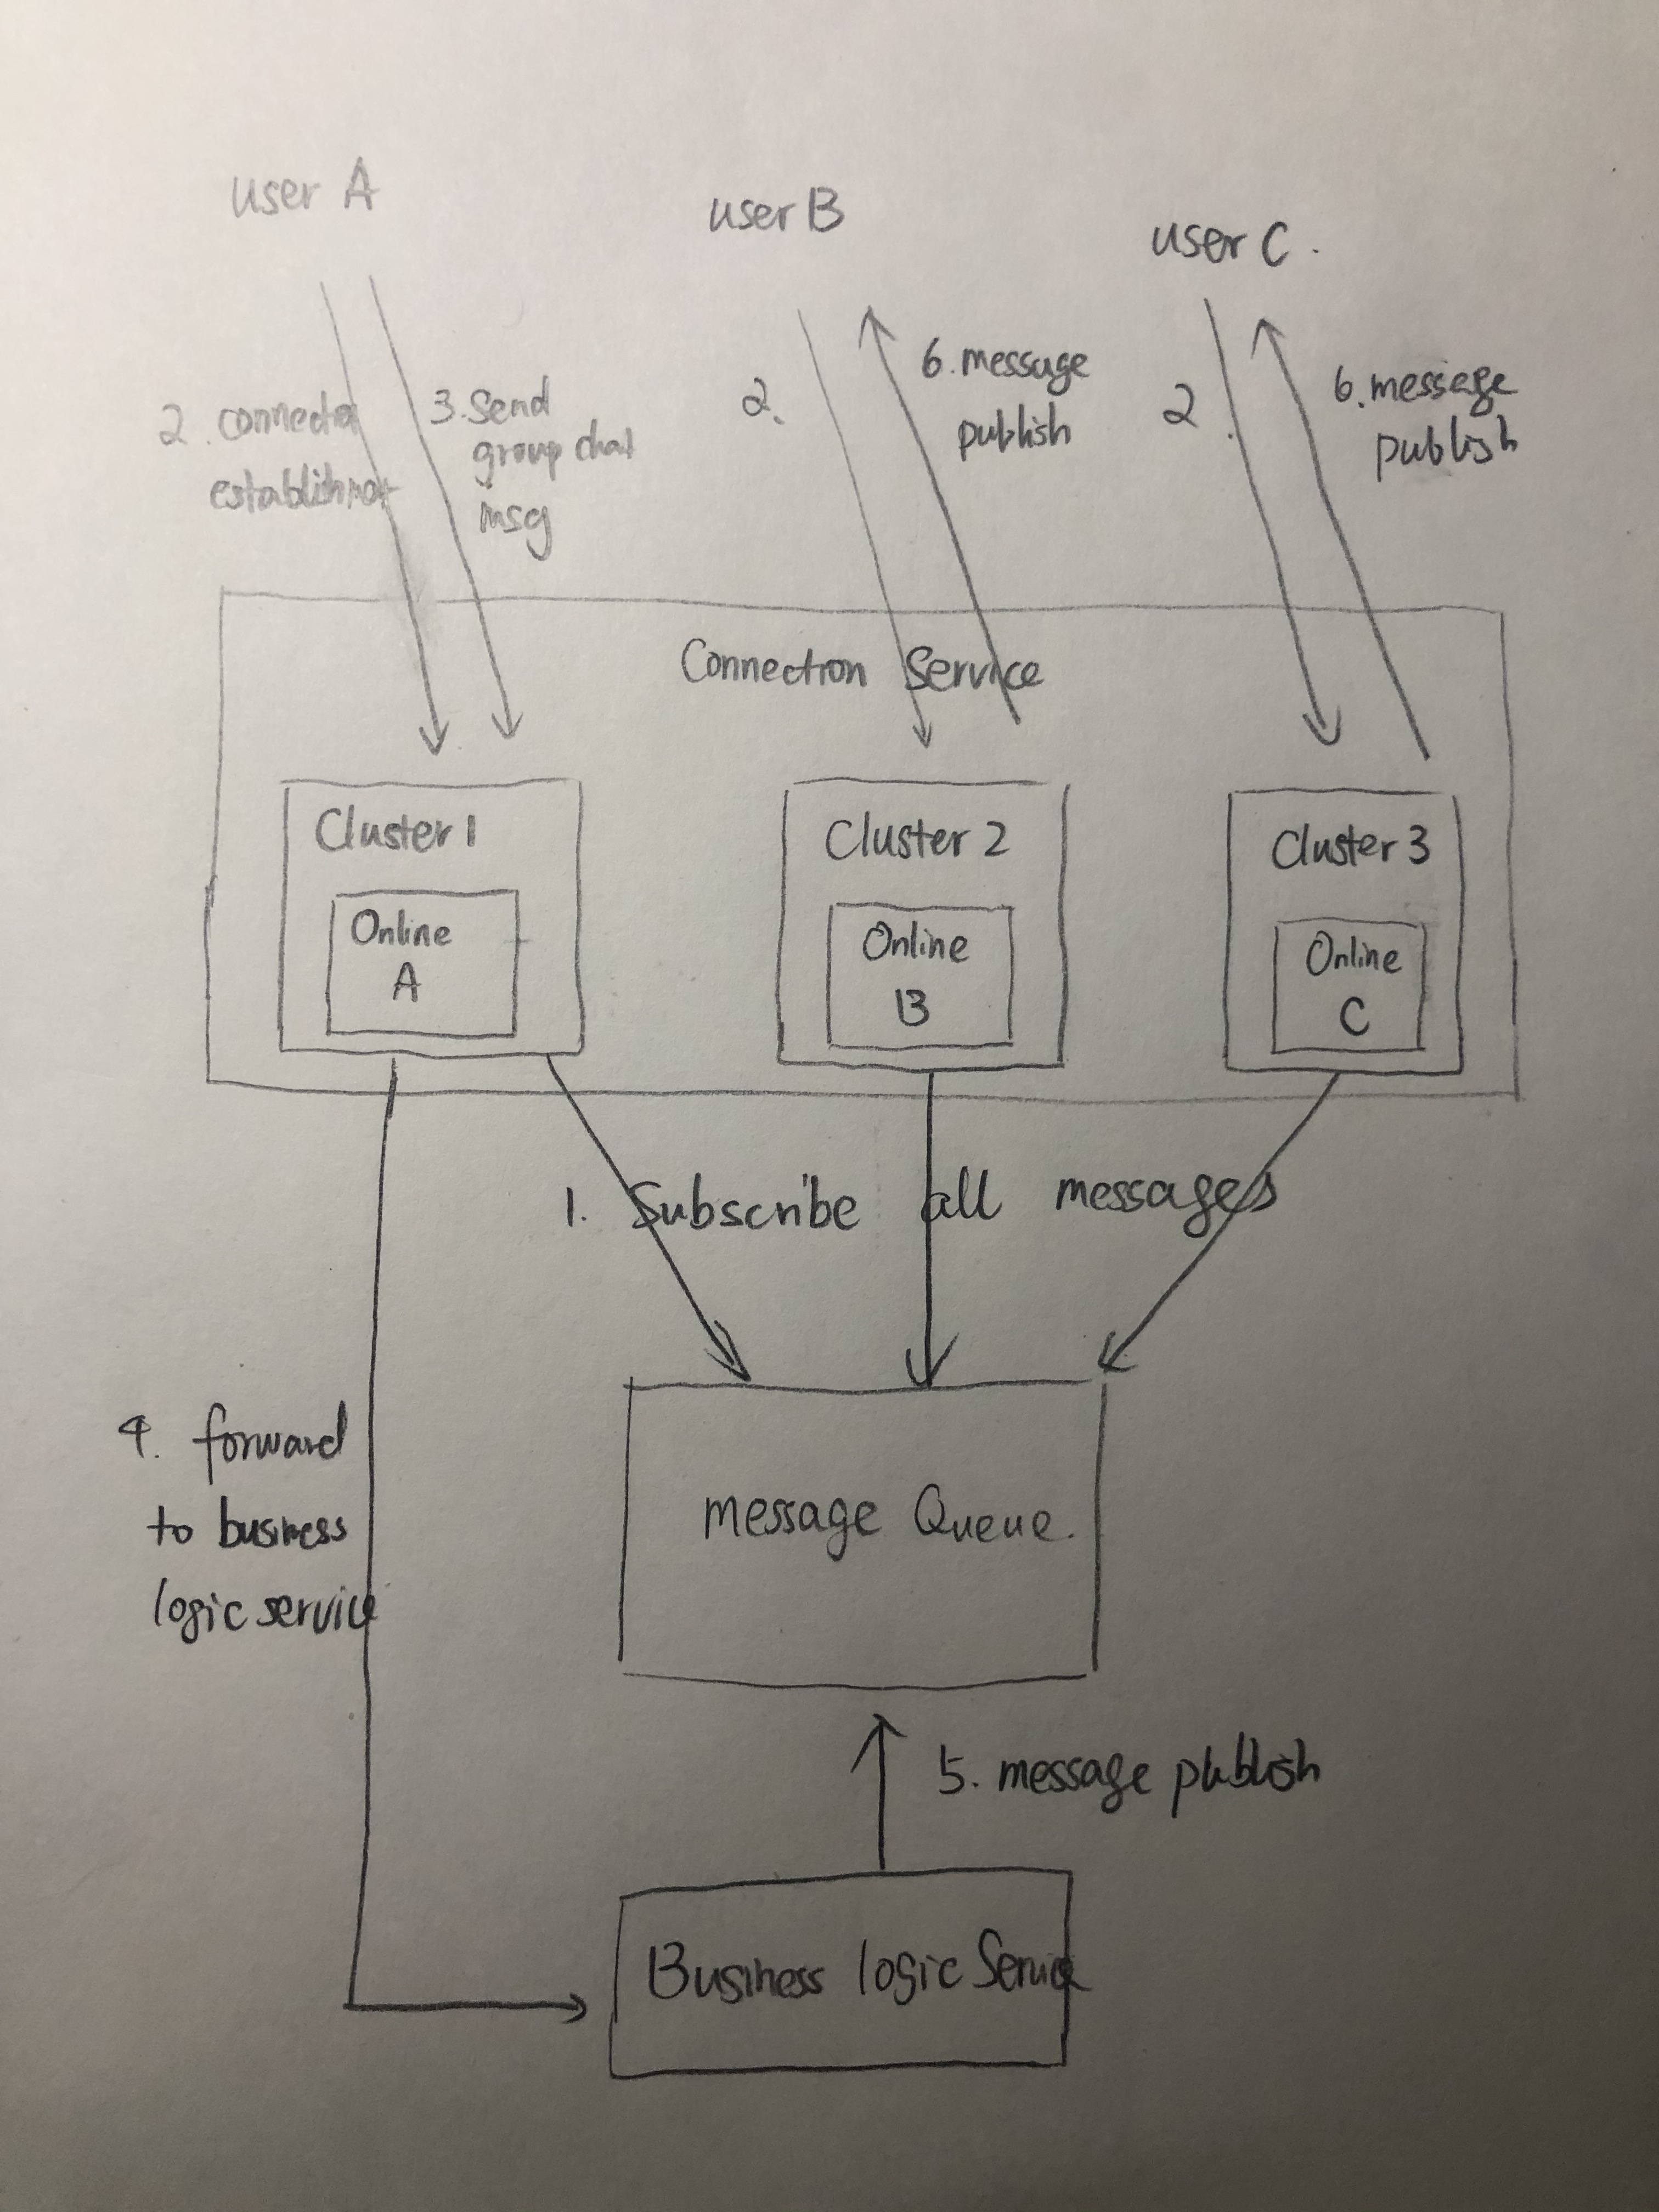 user A
user B
user C.
2. connection
establishment
3. Send
group chat
msg
2.
6. message
publish
2.
6. message
publish
Connection Service
Cluster 1
Online
A
Cluster 2
Online
B
Cluster 3
Online
C
1. Subscribe all messages
4. forward
to business
logic service
message Queue.
5. message publish
Business logic Service